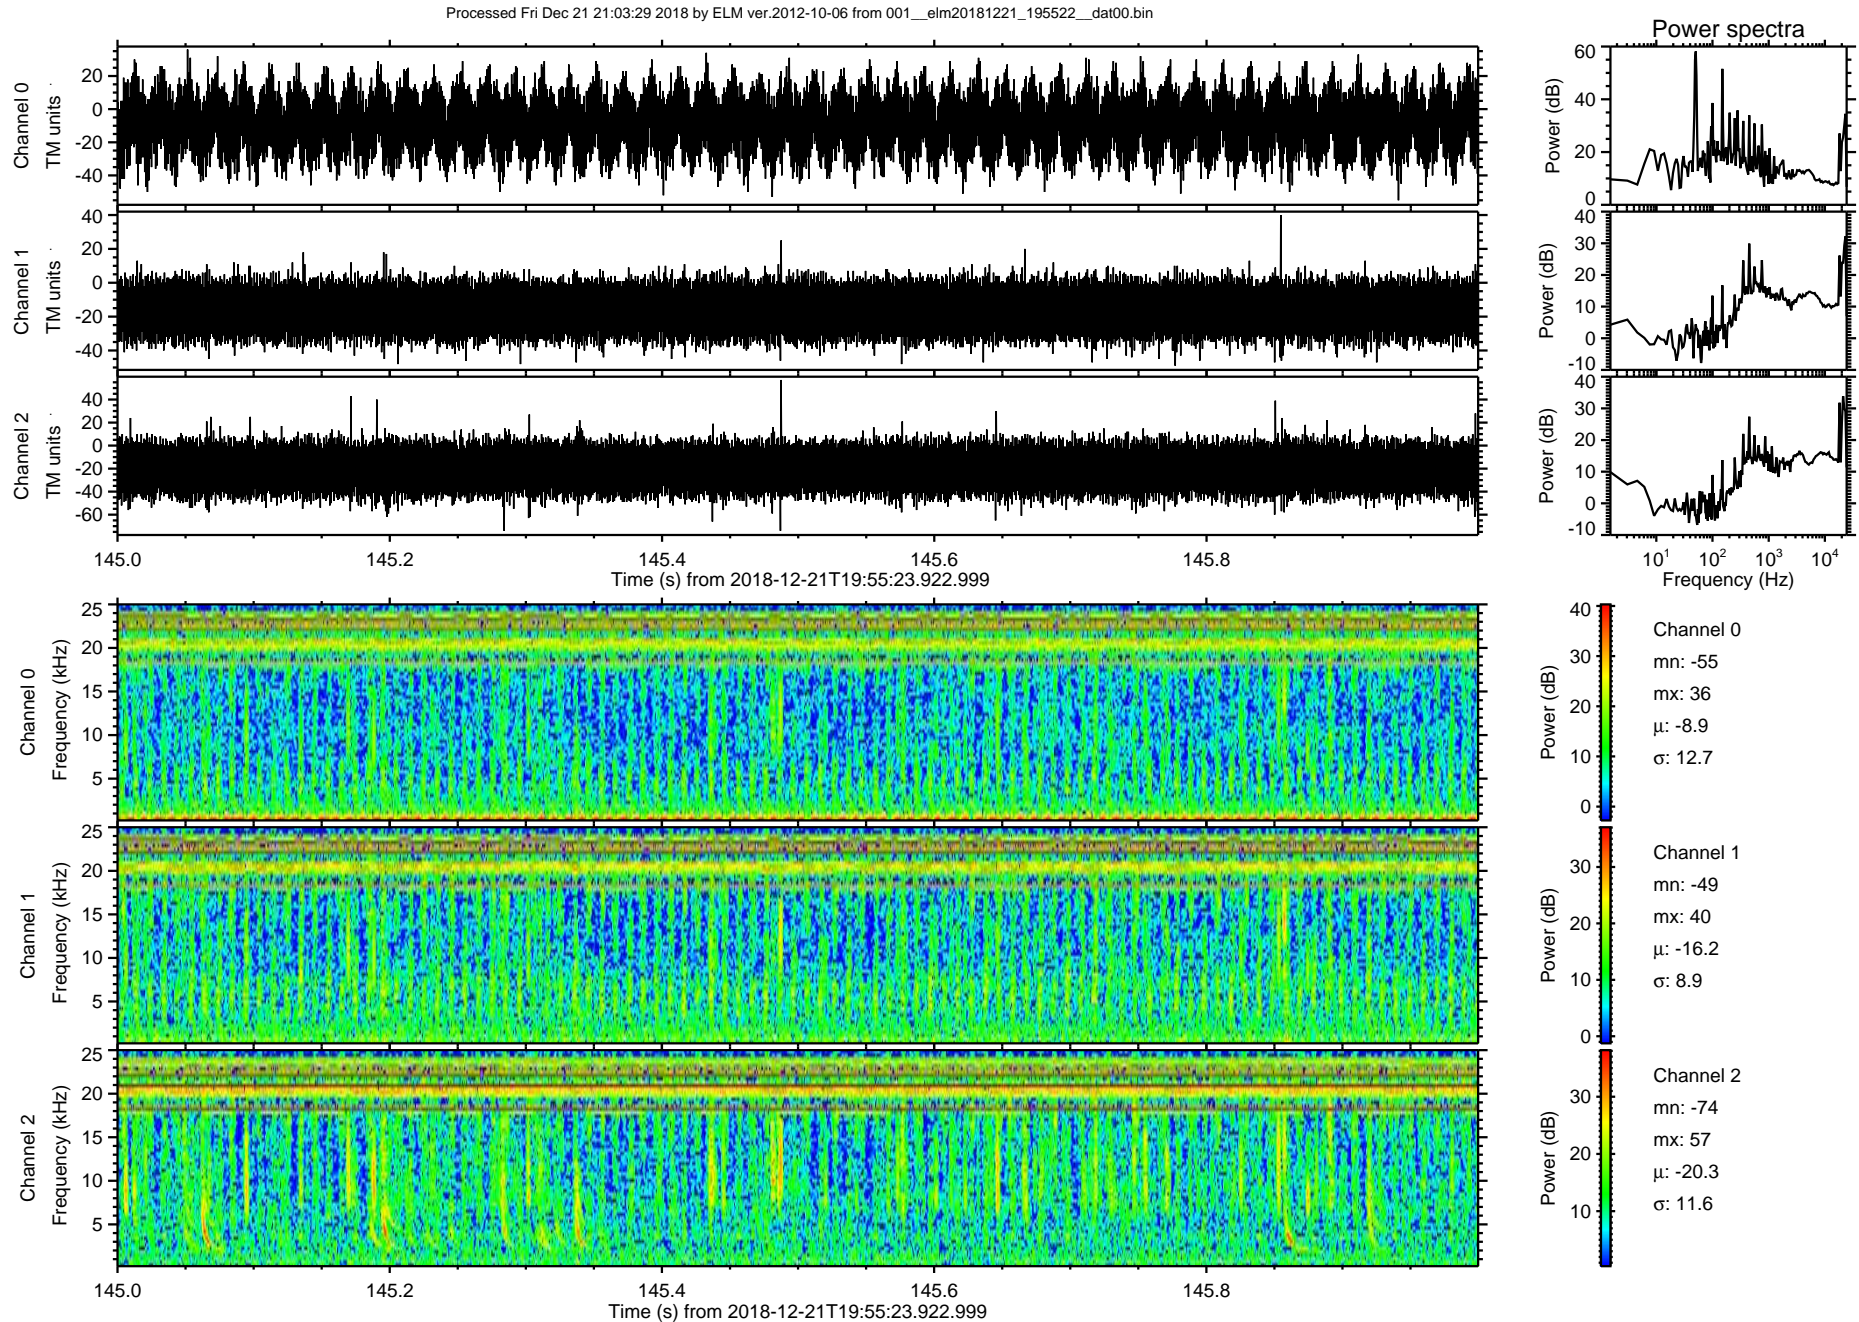 Processed Fri Dec 21 21:03:29 2018 by ELM ver.2012-10-06 from 001__elm20181221_195522__dat00.bin
Power spectra
Channel 0
TM units
20
0
-20
-40
Power (dB)
60
40
20
0
Channel 1
TM units
40
20
0
-20
-40
Power (dB)
40
30
20
10
0
-10
Channel 2
TM units
40
20
0
-20
-40
-60
Power (dB)
40
30
20
10
0
-10
145.0 145.2 145.4 145.6 145.8
Time (s) from 2018-12-21T19:55:23.922.999
10¹ 10² 10³ 10⁴
Frequency (Hz)
Channel 0
Frequency (kHz)
25
20
15
10
5
Power (dB)
40
30
20
10
0
Channel 0
mn: -55
mx: 36
μ: -8.9
σ: 12.7
Channel 1
Frequency (kHz)
25
20
15
10
5
Power (dB)
30
20
10
0
Channel 1
mn: -49
mx: 40
μ: -16.2
σ: 8.9
Channel 2
Frequency (kHz)
25
20
15
10
5
Power (dB)
30
20
10
Channel 2
mn: -74
mx: 57
μ: -20.3
σ: 11.6
145.0 145.2 145.4 145.6 145.8
Time (s) from 2018-12-21T19:55:23.922.999